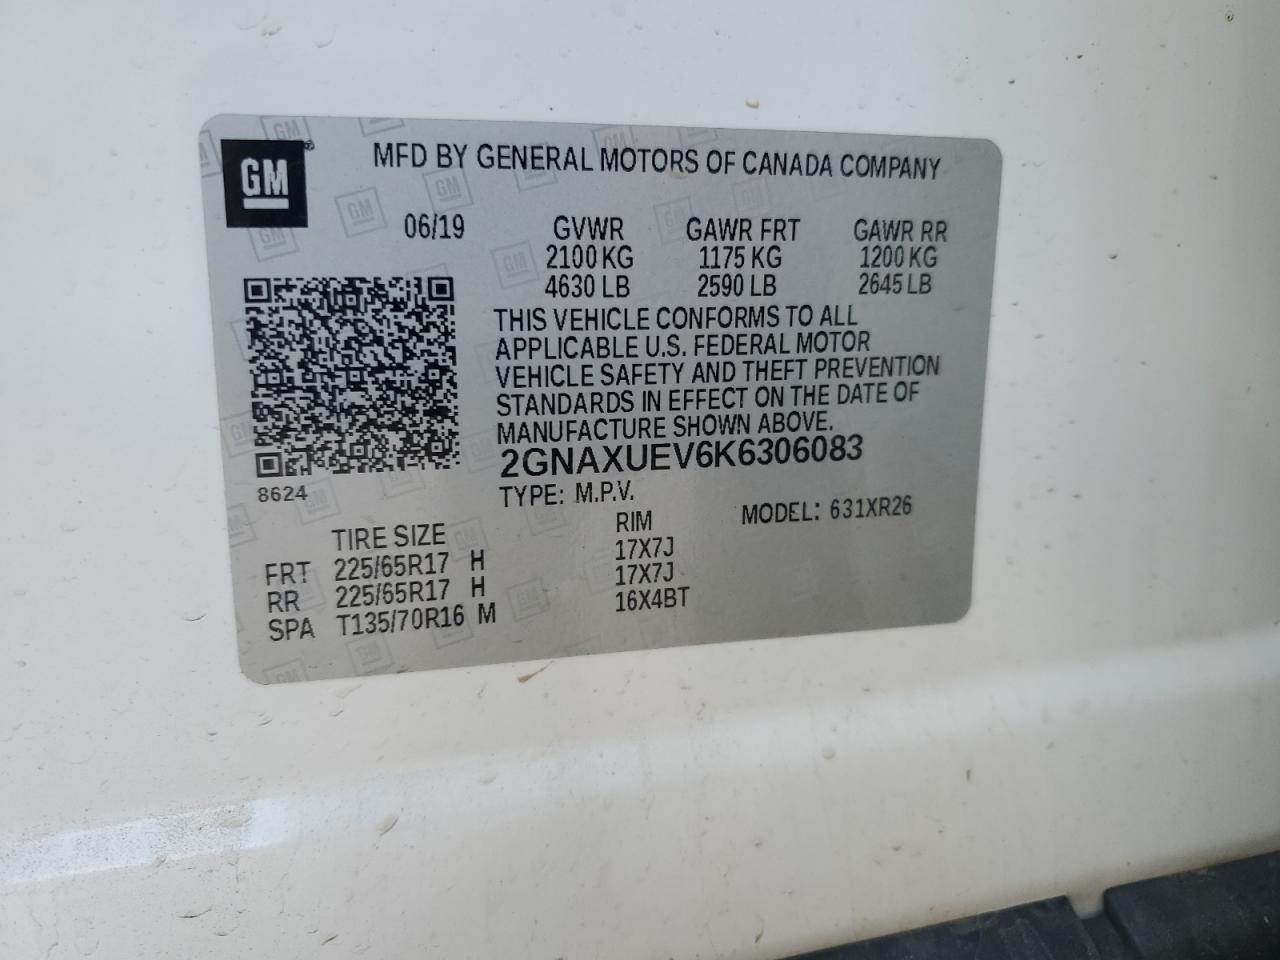 GM
MFD BY GENERAL MOTORS OF CANADA COMPANY
06/19 GVWR GAWR FRT GAWR RR
2100 KG 1175 KG 1200 KG
4630 LB 2590 LB 2645 LB
THIS VEHICLE CONFORMS TO ALL
APPLICABLE U.S. FEDERAL MOTOR
VEHICLE SAFETY AND THEFT PREVENTION
STANDARDS IN EFFECT ON THE DATE OF
MANUFACTURE SHOWN ABOVE.
2GNAXUEV6K6306083
8624
TYPE: M.P.V. MODEL: 631XR26
TIRE SIZE RIM
FRT 225/65R17 H 17X7J
RR 225/65R17 H 17X7J
SPA T135/70R16 M 16X4BT